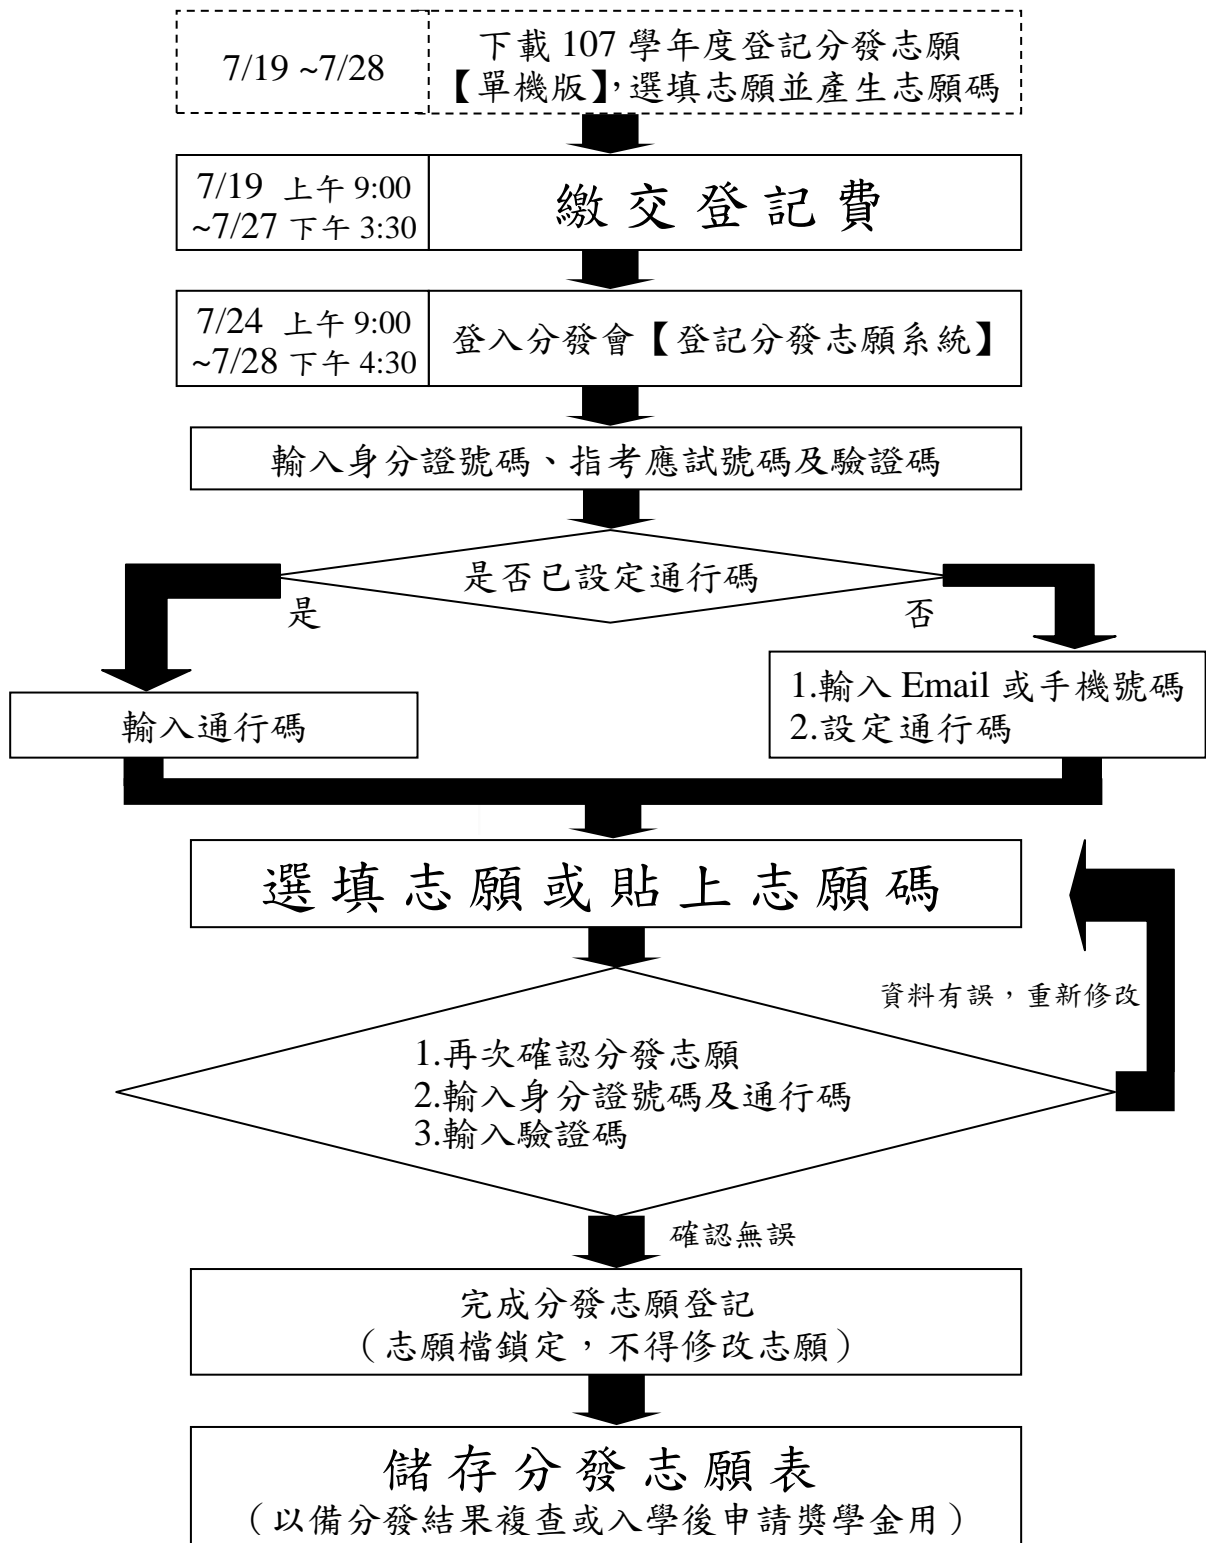 7/19 ~7/28
下載 107 學年度登記分發志願
【單機版】，選填志願並產生志願碼
7/19 上午 9:00
~7/27 下午 3:30
繳交登記費
7/24 上午 9:00
~7/28 下午 4:30
登入分發會【登記分發志願系統】
輸入身分證號碼、指考應試號碼及驗證碼
是否已設定通行碼
是
否
輸入通行碼
1.輸入 Email 或手機號碼
2.設定通行碼
選填志願或貼上志願碼
資料有誤，重新修改
1.再次確認分發志願
2.輸入身分證號碼及通行碼
3.輸入驗證碼
確認無誤
完成分發志願登記
（志願檔鎖定，不得修改志願）
儲存分發志願表
（以備分發結果複查或入學後申請獎學金用）